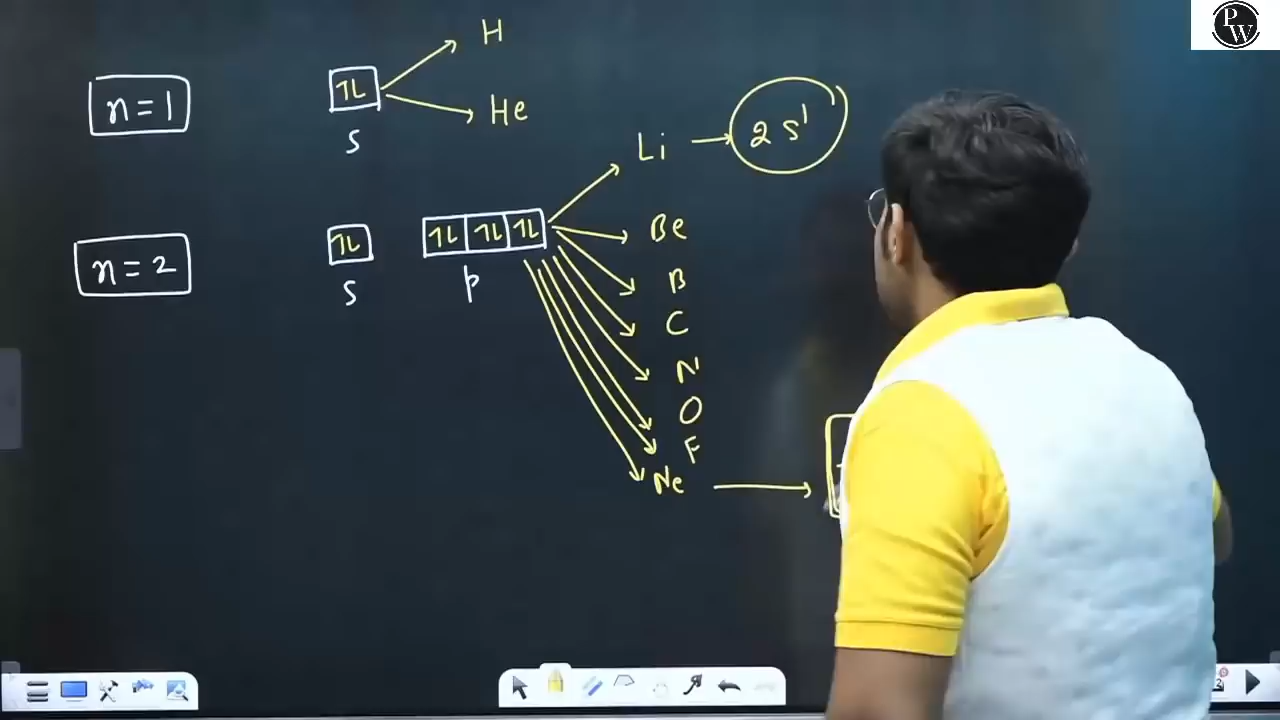 P
W
H
n=1
1L
He
s
Li → 2s¹
n=2
1L
1L 1L 1L
Be
s
p
B
C
N
O
F
Ne →